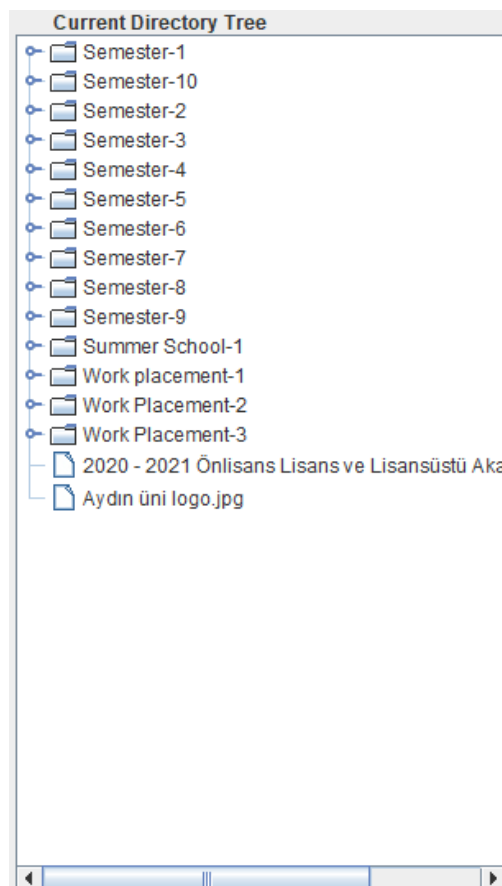 Current Directory Tree
Semester-1
Semester-10
Semester-2
Semester-3
Semester-4
Semester-5
Semester-6
Semester-7
Semester-8
Semester-9
Summer School-1
Work placement-1
Work Placement-2
Work Placement-3
2020 - 2021 Önlisans Lisans ve Lisansüstü Aka
Aydın üni logo.jpg